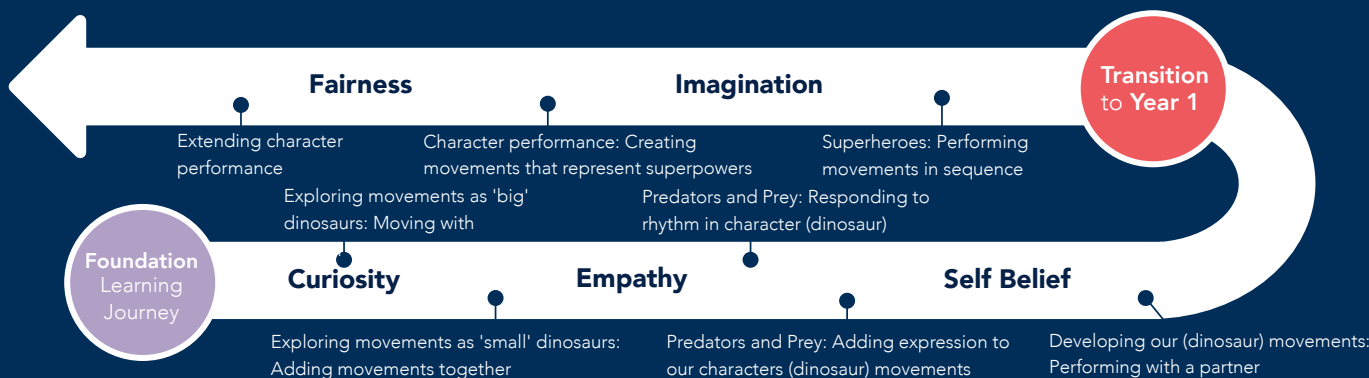 Fairness
Imagination
Transition
to Year 1
Extending character
performance
Character performance: Creating
movements that represent superpowers
Superheroes: Performing
movements in sequence
Exploring movements as 'big'
dinosaurs: Moving with
Predators and Prey: Responding to
rhythm in character (dinosaur)
Foundation
Learning
Journey
Curiosity
Empathy
Self Belief
Exploring movements as 'small' dinosaurs:
Adding movements together
Predators and Prey: Adding expression to
our characters (dinosaur) movements
Developing our (dinosaur) movements:
Performing with a partner